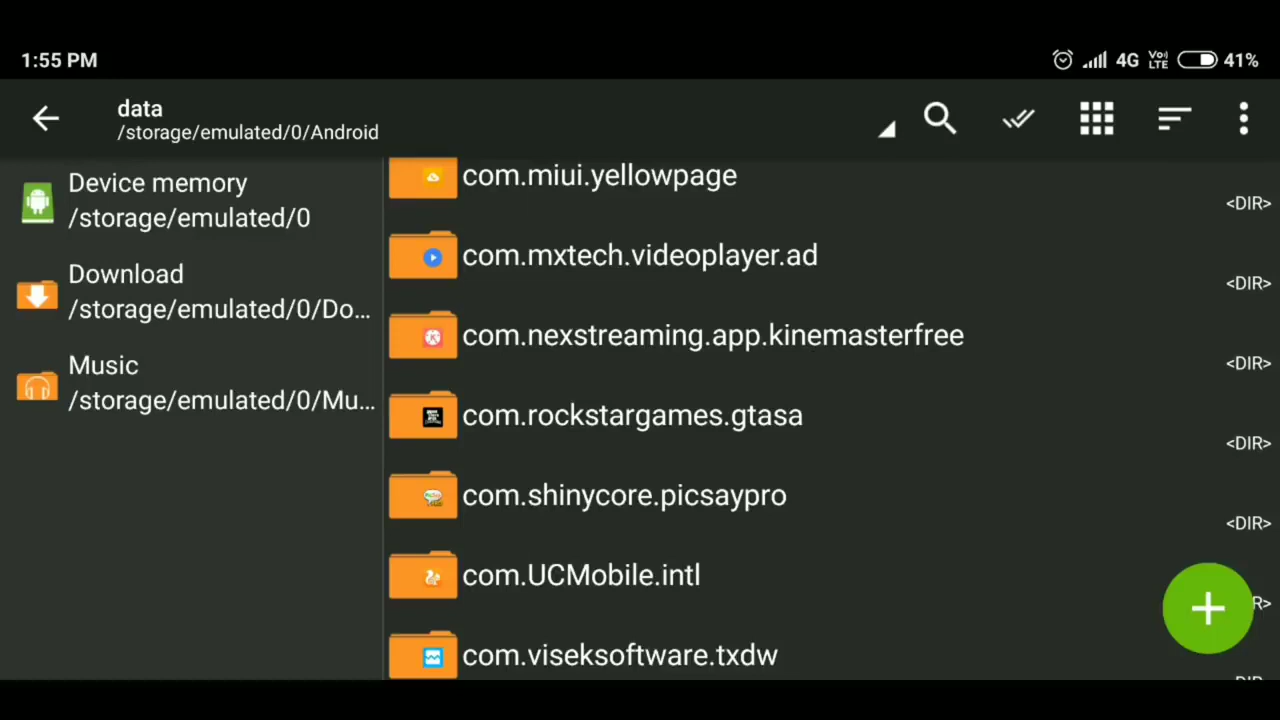 1:55 PM
4G VoLTE 41%
data
/storage/emulated/0/Android
Device memory
/storage/emulated/0
Download
/storage/emulated/0/Do...
Music
/storage/emulated/0/Mu...
com.miui.yellowpage
<DIR>
com.mxtech.videoplayer.ad
<DIR>
com.nexstreaming.app.kinemasterfree
<DIR>
com.rockstargames.gtasa
<DIR>
com.shinycore.picsaypro
<DIR>
com.UCMobile.intl
R>
com.viseksoftware.txdw